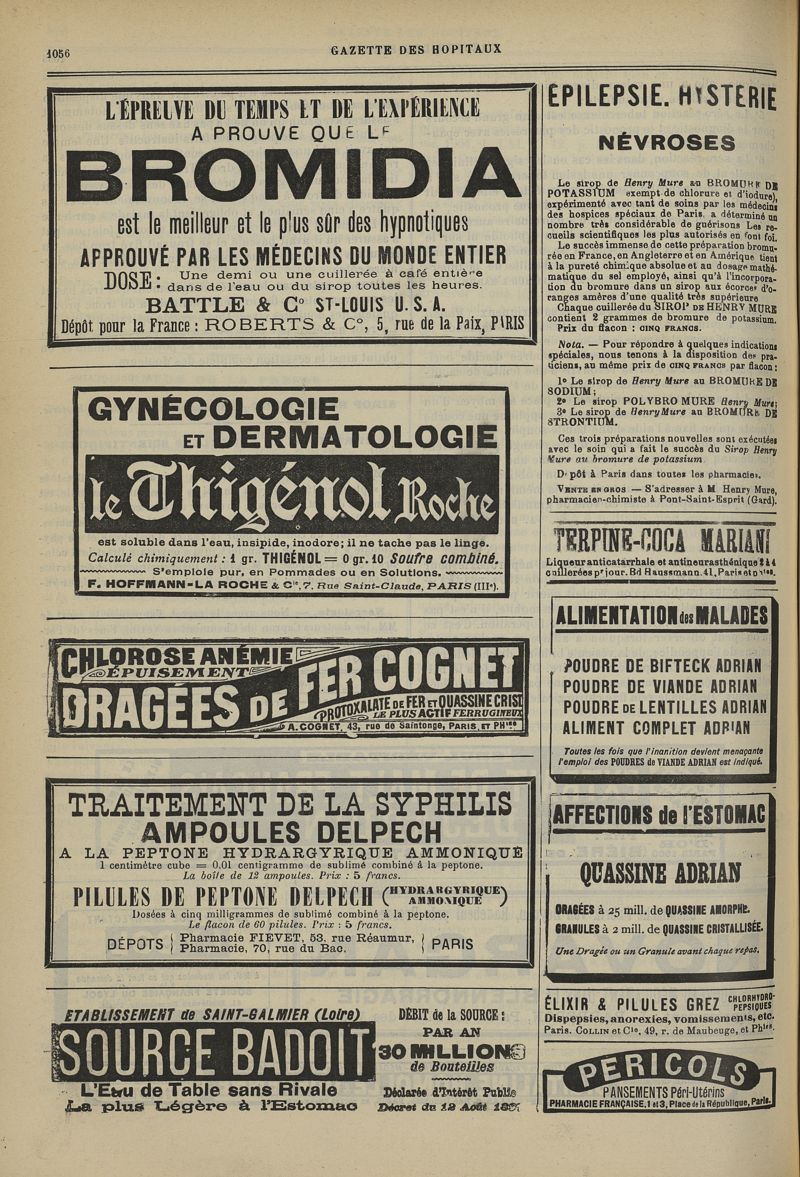 1056
GAZETTE DES HOPITAUX
L'ÉPREUVE DU TEMPS ET DE L'EXPÉRIENCE
A PROUVÉ QUE LE
BROMIDIA
est le meilleur et le plus sûr des hypnotiques
APPROUVÉ PAR LES MÉDECINS DU MONDE ENTIER
DOSE : Une demi ou une cuillerée à café entière
dans de l'eau ou du sirop toutes les heures.
BATTLE & Co ST-LOUIS U. S. A.
Dépôt pour la France : ROBERTS & Co, 5, rue de la Paix, PARIS
GYNÉCOLOGIE
ET DERMATOLOGIE
le Thigénol Roche
est soluble dans l'eau, insipide, inodore; il ne tache pas le linge.
Calculé chimiquement : 1 gr. THIGÉNOL = 0 gr. 10 Soufre combiné.
S'emploie pur, en Pommades ou en Solutions.
F. HOFFMANN-LA ROCHE & Cie, 7, Rue Saint-Claude, PARIS (IIIe).
CHLOROSE ANÉMIE
ÉPUISEMENT
DRAGÉES DE FER COGNET
PROTOXALATE DE FER ET QUASSINE CRIST
LE PLUS ACTIF FERRUGINEUX
A. COGNET, 43, rue de Saintonge, PARIS, ET PHies
TRAITEMENT DE LA SYPHILIS
AMPOULES DELPECH
A LA PEPTONE HYDRARGYRIQUE AMMONIQUE
1 centimètre cube = 0,01 centigramme de sublimé combiné à la peptone.
La boîte de 12 ampoules. Prix : 5 francs.
PILULES DE PEPTONE DELPECH (HYDRARGYRIQUE AMMONIQUE)
Dosées à cinq milligrammes de sublimé combiné à la peptone.
Le flacon de 60 pilules. Prix : 5 francs.
DÉPOTS { Pharmacie FIEVET, 53, rue Réaumur, } PARIS
Pharmacie, 70, rue du Bac.
ETABLISSEMENT de SAINT-GALMIER (Loire)
SOURCE BADOIT
L'Eau de Table sans Rivale
La plus Légère à l'Estomac
DÉBIT de la SOURCE :
PAR AN
30 MILLIONS
de Bouteilles
Déclarée d'Intérêt Public
Décret du 12 Août 1897
ÉPILEPSIE. HYSTERIE
NÉVROSES
Le sirop de Henry Mure au BROMURE DE
POTASSIUM (exempt de chlorure et d'iodure),
expérimenté avec tant de soins par les médecins
des hospices spéciaux de Paris, a déterminé un
nombre très considérable de guérisons Les re-
cueils scientifiques les plus autorisés en font foi.
Le succès immense de cette préparation bromu-
rée en France, en Angleterre et en Amérique tient
à la pureté chimique absolue et au dosage mathé-
matique du sel employé, ainsi qu'à l'incorpora-
tion du bromure dans un sirop aux écorces d'o-
ranges amères d'une qualité très supérieure
Chaque cuillerée du SIROP DE HENRY MURE
contient 2 grammes de bromure de potassium.
Prix du flacon : CINQ FRANCS.
Nota. — Pour répondre à quelques indications
spéciales, nous tenons à la disposition des pra-
ticiens, au même prix de CINQ FRANCS par flacon :
1o Le sirop de Henry Mure au BROMURE DE
SODIUM ;
2o Le sirop POLYBROMURE Henry Mure;
3o Le sirop de Henry Mure au BROMURE DE
STRONTIUM.
Ces trois préparations nouvelles sont exécutées
avec le soin qui a fait le succès du Sirop Henry
Mure au bromure de potassium.
Dépôt à Paris dans toutes les pharmacies.
VENTE EN GROS — S'adresser à M Henry Mure,
pharmacien-chimiste à Pont-Saint-Esprit (Gard).
TERPINE-COCA MARIANI
Liqueur anticatarrhale et antineurasthénique 2 à 4
cuillerées pr jour. Bd Haussmann, 41, Paris et phies.
ALIMENTATION des MALADES
POUDRE DE BIFTECK ADRIAN
POUDRE DE VIANDE ADRIAN
POUDRE DE LENTILLES ADRIAN
ALIMENT COMPLET ADRIAN
Toutes les fois que l'inanition devient menaçante
l'emploi des POUDRES de VIANDE ADRIAN est indiqué.
AFFECTIONS de l'ESTOMAC
QUASSINE ADRIAN
DRAGÉES à 25 mill. de QUASSINE AMORPHE.
GRANULES à 2 mill. de QUASSINE CRISTALLISÉE.
Une Dragée ou un Granule avant chaque repas.
ÉLIXIR & PILULES GREZ CHLORHYDRO-PEPSIQUES
Dispepsies, anorexies, vomissements, etc.
Paris. COLLIN et Cie, 49, r. de Maubeuge, et Phies.
PÉRICOLS
PANSEMENTS Péri-Utérins
PHARMACIE FRANÇAISE, 1 et 3, Place de la République, Paris.